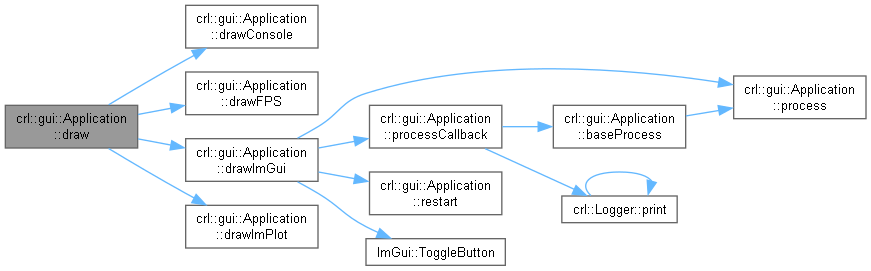 crl::gui::Application
::draw
crl::gui::Application
::drawConsole
crl::gui::Application
::drawFPS
crl::gui::Application
::drawImGui
crl::gui::Application
::drawImPlot
crl::gui::Application
::processCallback
crl::gui::Application
::restart
ImGui::ToggleButton
crl::gui::Application
::baseProcess
crl::Logger::print
crl::gui::Application
::process